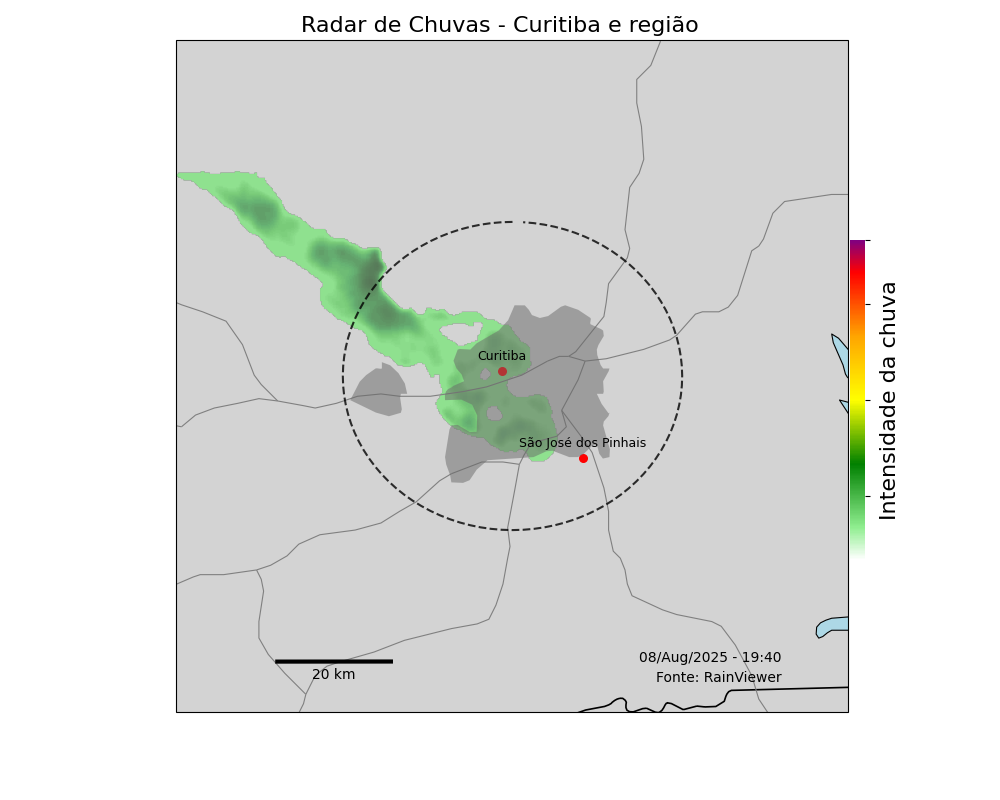 Radar de Chuvas - Curitiba e região
Curitiba
São José dos Pinhais
Intensidade da chuva
08/Aug/2025 - 19:40
20 km
Fonte: RainViewer